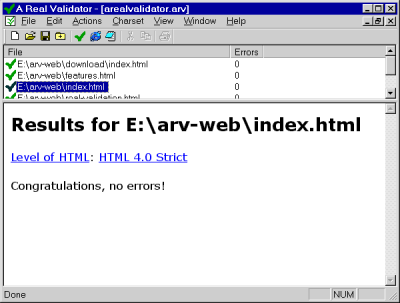 A Real Validator - [arealvalidator.arv]
File Edit Actions Charset View Window Help
File Errors
E:\arv-web\download\index.html 0
E:\arv-web\features.html 0
E:\arv-web\index.html 0
E:\arv-web\real-validation.html 0
Results for E:\arv-web\index.html
Level of HTML: HTML 4.0 Strict
Congratulations, no errors!
Done NUM